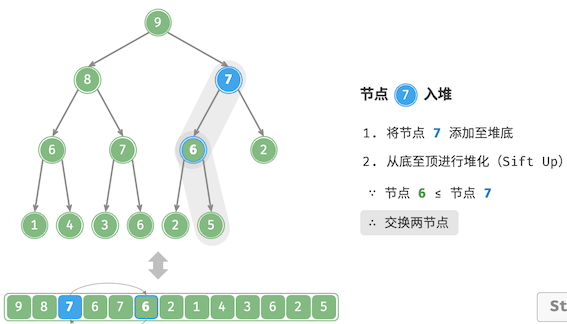 9
8 7
6 7 6 2
1 4 3 6 2 5
9 8 7 6 7 6 2 1 4 3 6 2 5
节点 7 入堆
1. 将节点 7 添加至堆底
2. 从底至顶进行堆化（Sift Up）
∵ 节点 6 ≤ 节点 7
∴ 交换两节点
St